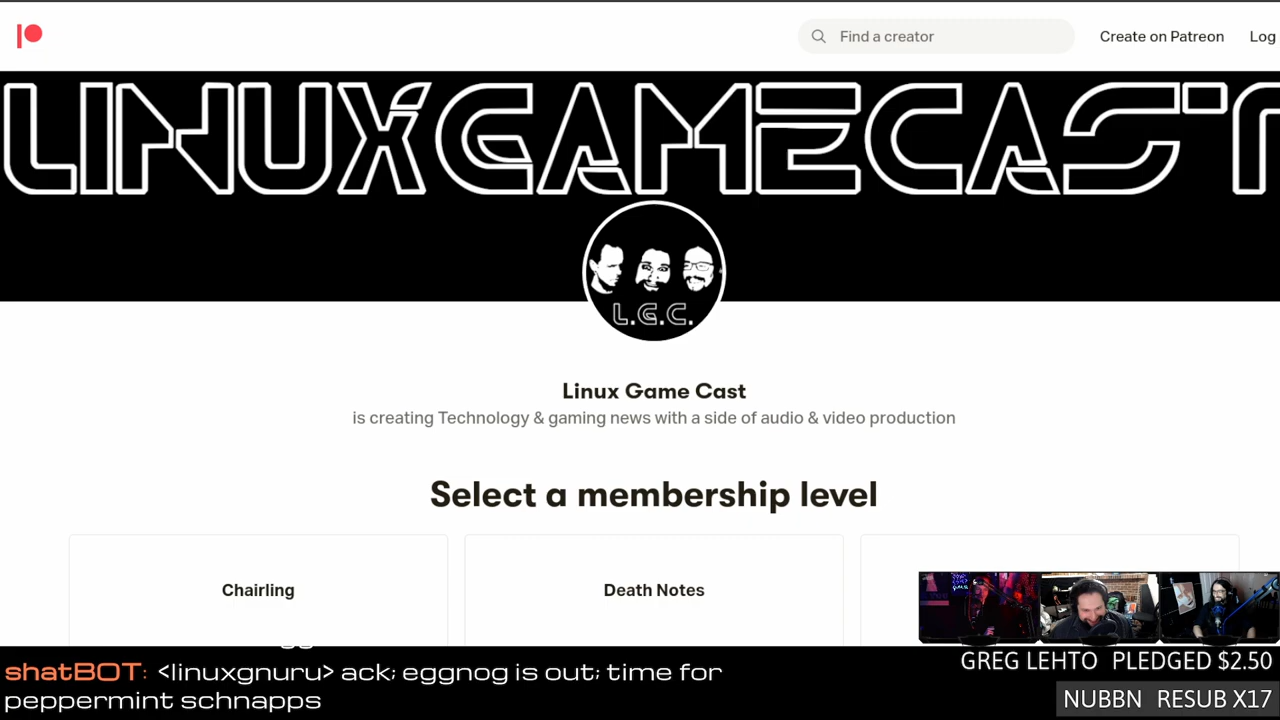 Find a creator
Create on Patreon
Log
LINUXGAMECAST
L.G.C.
Linux Game Cast
is creating Technology & gaming news with a side of audio & video production
Select a membership level
Chairling
Death Notes
shatBOT: <linuxgnuru> ack; eggnog is out; time for
peppermint schnapps
GREG LEHTO PLEDGED $2.50
NUBBN RESUB X17